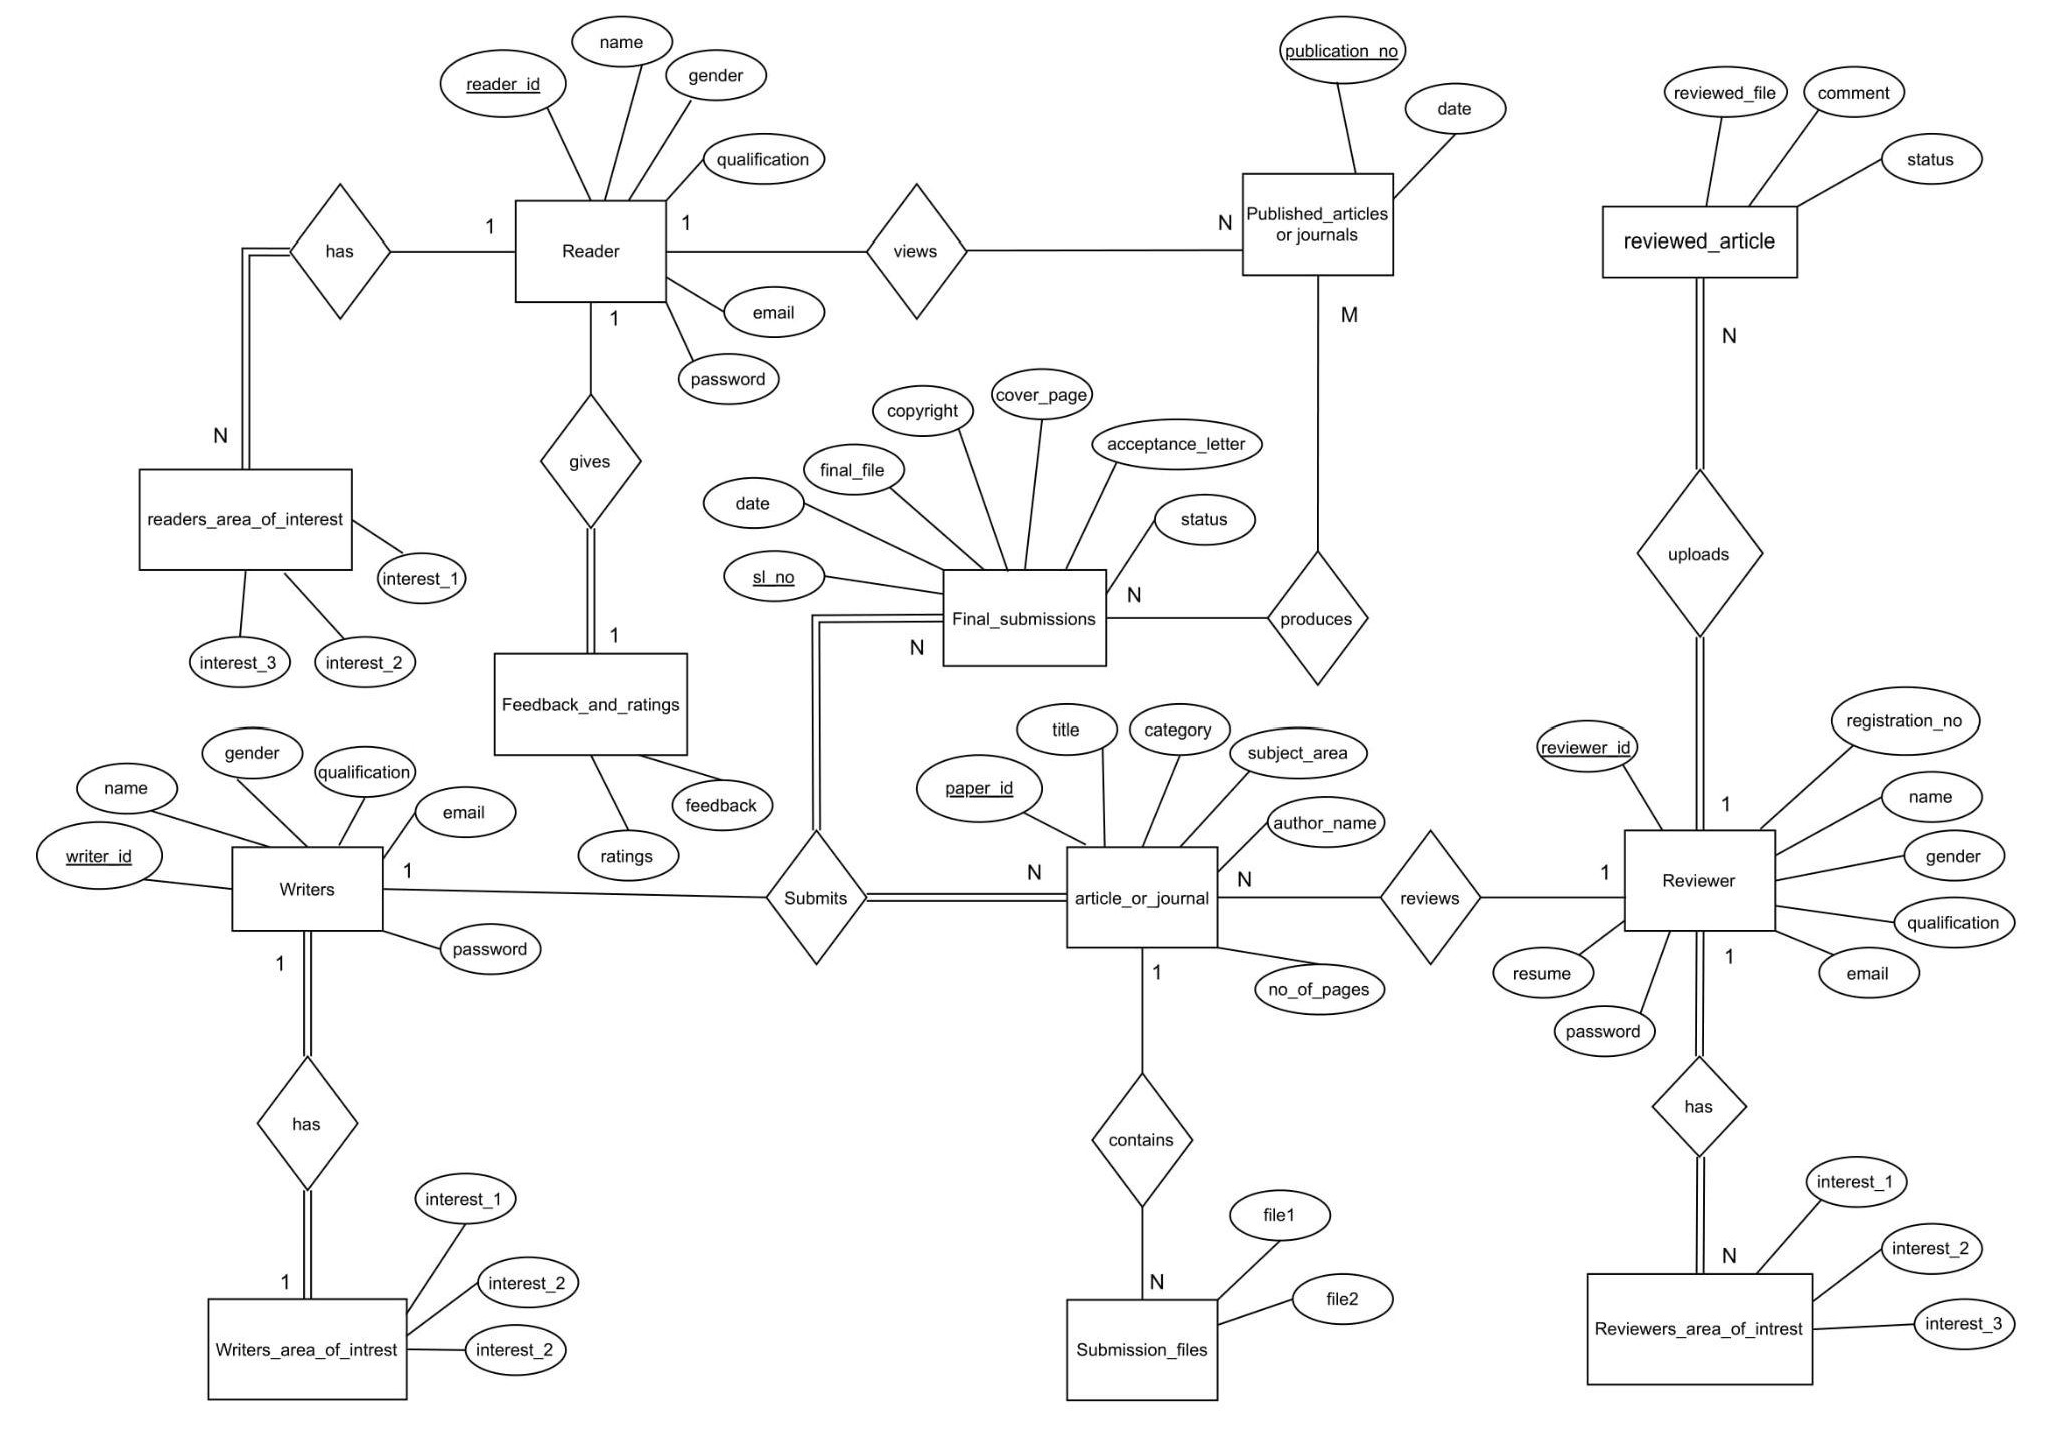 name
publication_no
gender
reader_id
reviewed_file
comment
date
qualification
status
Published_articles
or journals
1
1
N
has
Reader
views
reviewed_article
email
1
M
N
password
cover_page
copyright
acceptance_letter
N
gives
final_file
date
status
readers_area_of_interest
uploads
interest_1
sl_no
N
Final_submissions
produces
1
N
interest_3
interest_2
Feedback_and_ratings
registration_no
title
category
reviewer_id
gender
subject_area
qualification
name
paper_id
name
feedback
1
email
author_name
writer_id
ratings
gender
1
N
N
1
Writers
Submits
article_or_journal
reviews
Reviewer
qualification
password
1
1
1
resume
email
no_of_pages
password
has
has
contains
interest_1
interest_1
file1
interest_2
N
1
interest_2
N
file2
interest_3
Reviewers_area_of_intrest
Writers_area_of_intrest
interest_2
Submission_files